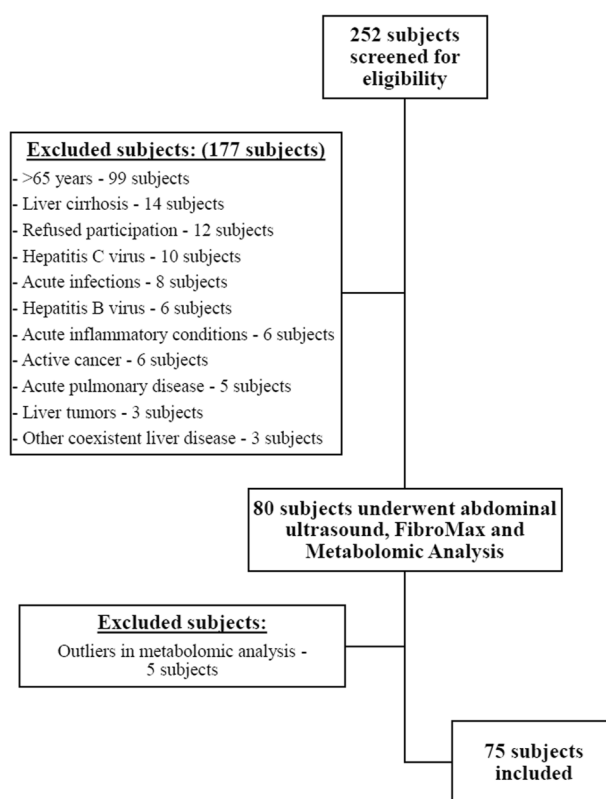 252 subjects
screened for
eligibility
Excluded subjects: (177 subjects)
- >65 years - 99 subjects
- Liver cirrhosis - 14 subjects
- Refused participation - 12 subjects
- Hepatitis C virus - 10 subjects
- Acute infections - 8 subjects
- Hepatitis B virus - 6 subjects
- Acute inflammatory conditions - 6 subjects
- Active cancer - 6 subjects
- Acute pulmonary disease - 5 subjects
- Liver tumors - 3 subjects
- Other coexistent liver disease - 3 subjects
80 subjects underwent abdominal
ultrasound, FibroMax and
Metabolomic Analysis
Excluded subjects:
Outliers in metabolomic analysis -
5 subjects
75 subjects
included